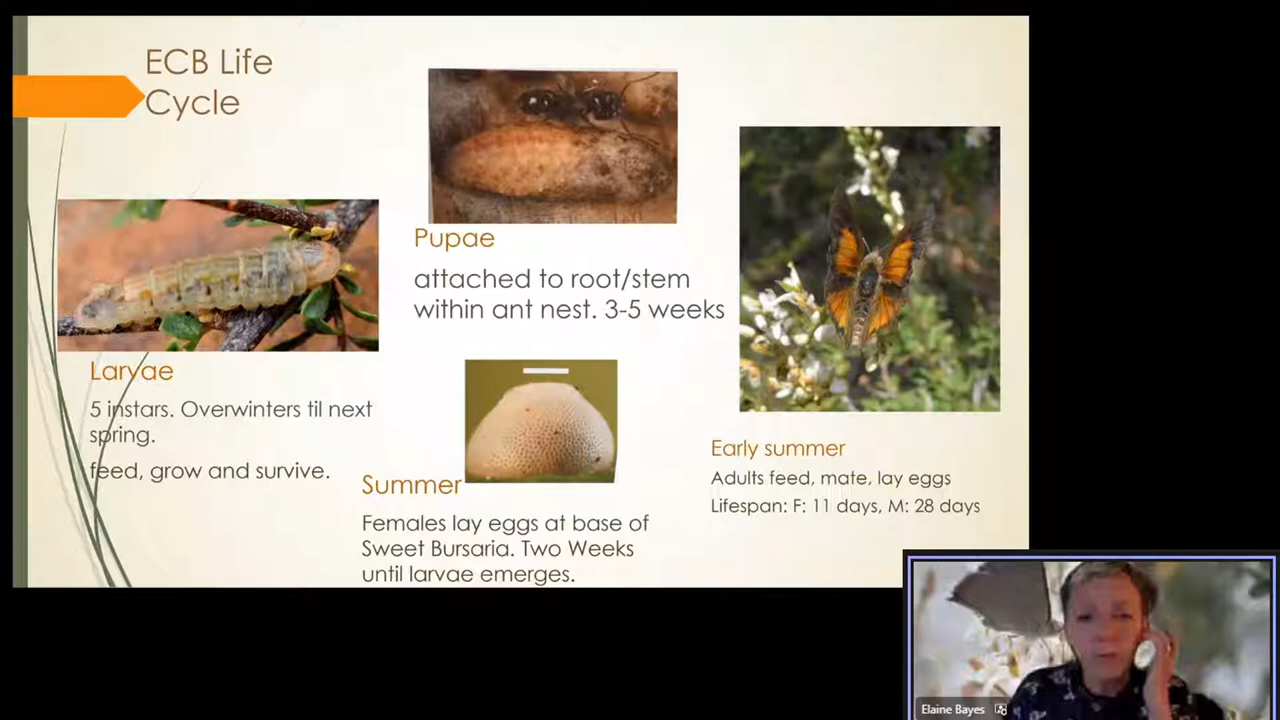 ECB Life
Cycle
Pupae
attached to root/stem
within ant nest. 3-5 weeks
Larvae
5 instars. Overwinters til next
spring.
feed, grow and survive.
Summer
Females lay eggs at base of
Sweet Bursaria. Two Weeks
until larvae emerges.
Early summer
Adults feed, mate, lay eggs
Lifespan: F: 11 days, M: 28 days
Elaine Bayes